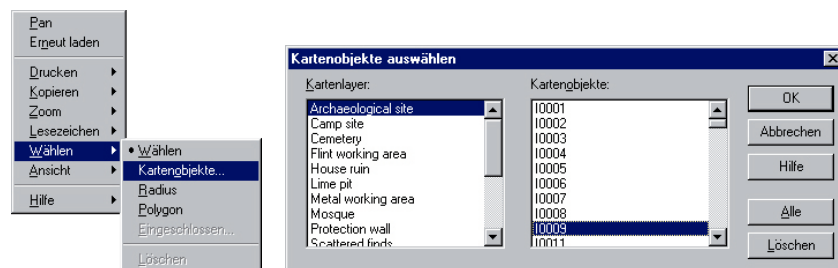 Pan
Erneut laden
Drucken
Kopieren
Zoom
Lesezeichen
Wählen
Ansicht
Hilfe
• Wählen
Kartenobjekte...
Radius
Polygon
Eingeschlossen...
Löschen
Kartenobjekte auswählen
Kartenlayer:
Archaeological site
Camp site
Cemetery
Flint working area
House ruin
Lime pit
Metal working area
Mosque
Protection wall
Scattered finds
Kartenobjekte:
I0001
I0002
I0003
I0004
I0005
I0006
I0007
I0008
I0009
I0011
OK
Abbrechen
Hilfe
Alle
Löschen